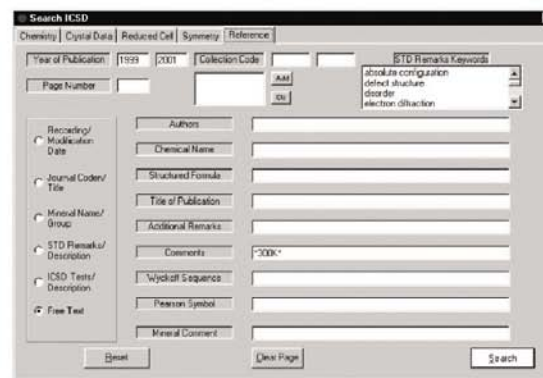 Search ICSD
Chemistry Crystal Data Reduced Cell Symmetry Reference
Year of Publication 1999 2001 Collection Code STD Remarks Keywords
Page Number Add
absolute configuration
defect structure
disorder
electron diffraction
Recording/
Modification
Date
Journal Coden/
Title
Mineral Name/
Group
STD Remarks/
Description
ICSD Tests/
Description
Free Text
Authors
Chemical Name
Structured Formula
Title of Publication
Additional Remarks
Comments *300K*
Wyckoff Sequence
Pearson Symbol
Mineral Comment
Reset Clear Page Search